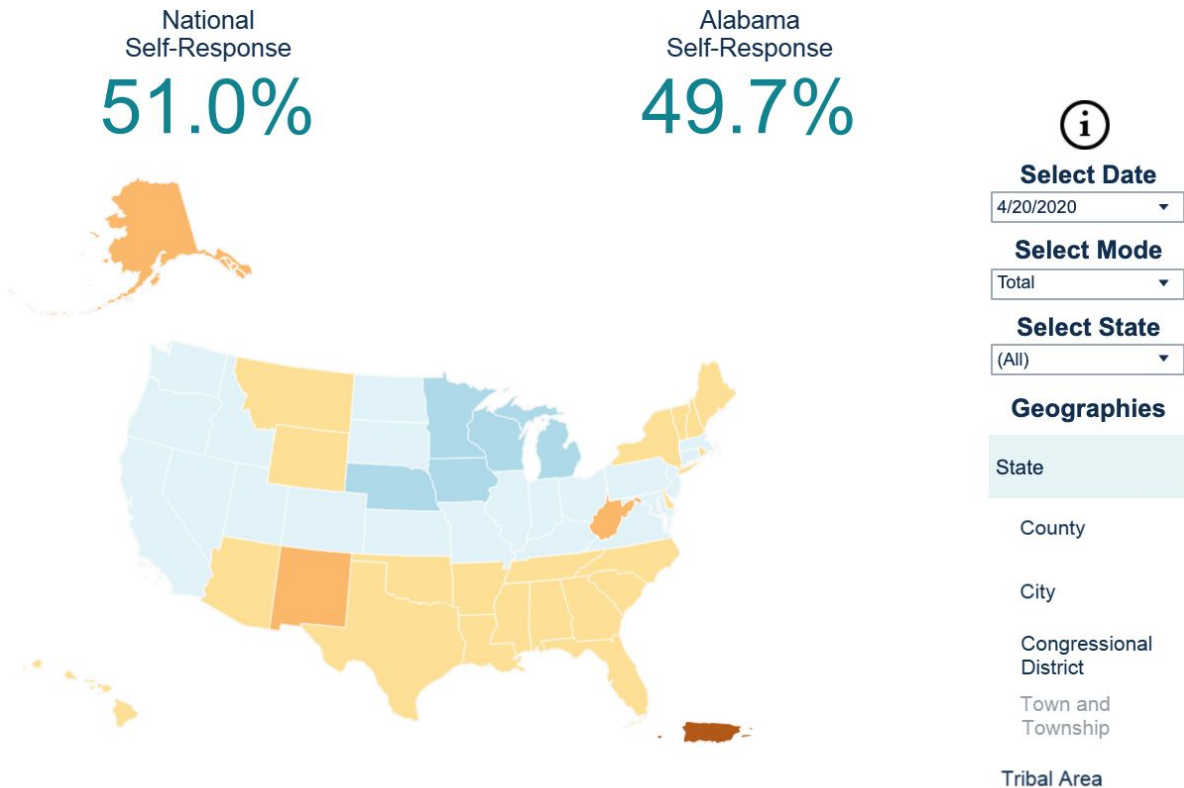 National
Self-Response
51.0%
Alabama
Self-Response
49.7%
i
Select Date
4/20/2020
Select Mode
Total
Select State
(All)
Geographies
State
County
City
Congressional
District
Town and
Township
Tribal Area